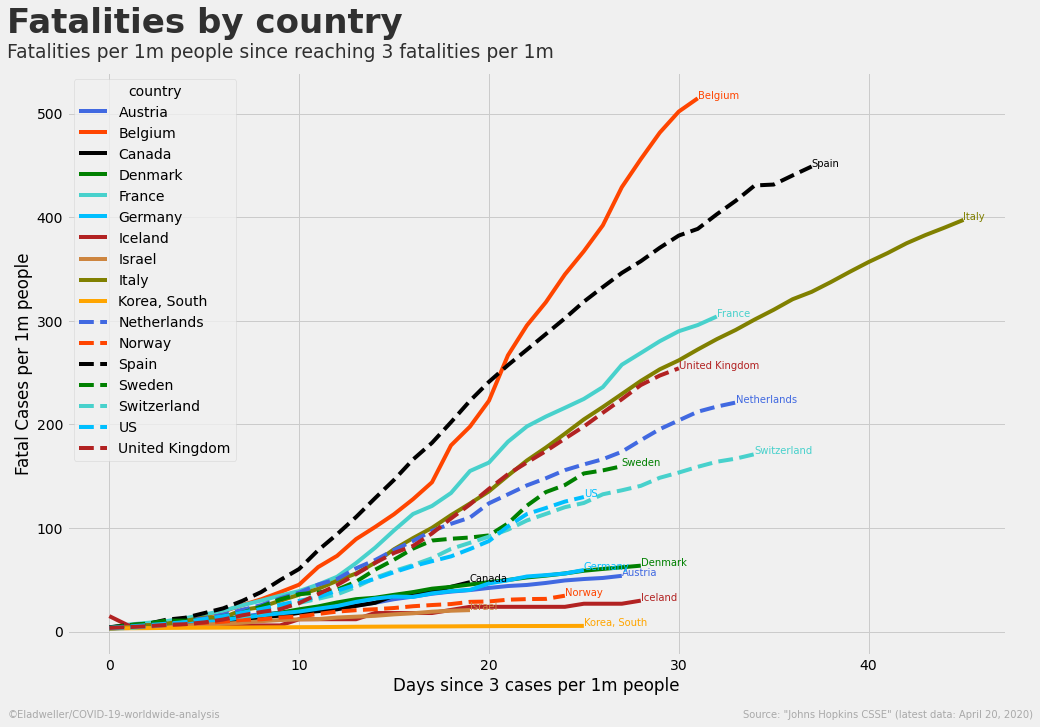 Fatalities by country
Fatalities per 1m people since reaching 3 fatalities per 1m
country
Austria
Belgium
Canada
Denmark
France
Germany
Iceland
Israel
Italy
Korea, South
Netherlands
Norway
Spain
Sweden
Switzerland
US
United Kingdom
Fatal Cases per 1m people
500
400
300
200
100
0
Belgium
Spain
Italy
France
United Kingdom
Netherlands
Switzerland
Sweden
US
Canada
Germany
Denmark
Austria
Norway
Iceland
Israel
Korea, South
0
10
20
30
40
Days since 3 cases per 1m people
©Eladweller/COVID-19-worldwide-analysis
Source: "Johns Hopkins CSSE" (latest data: April 20, 2020)